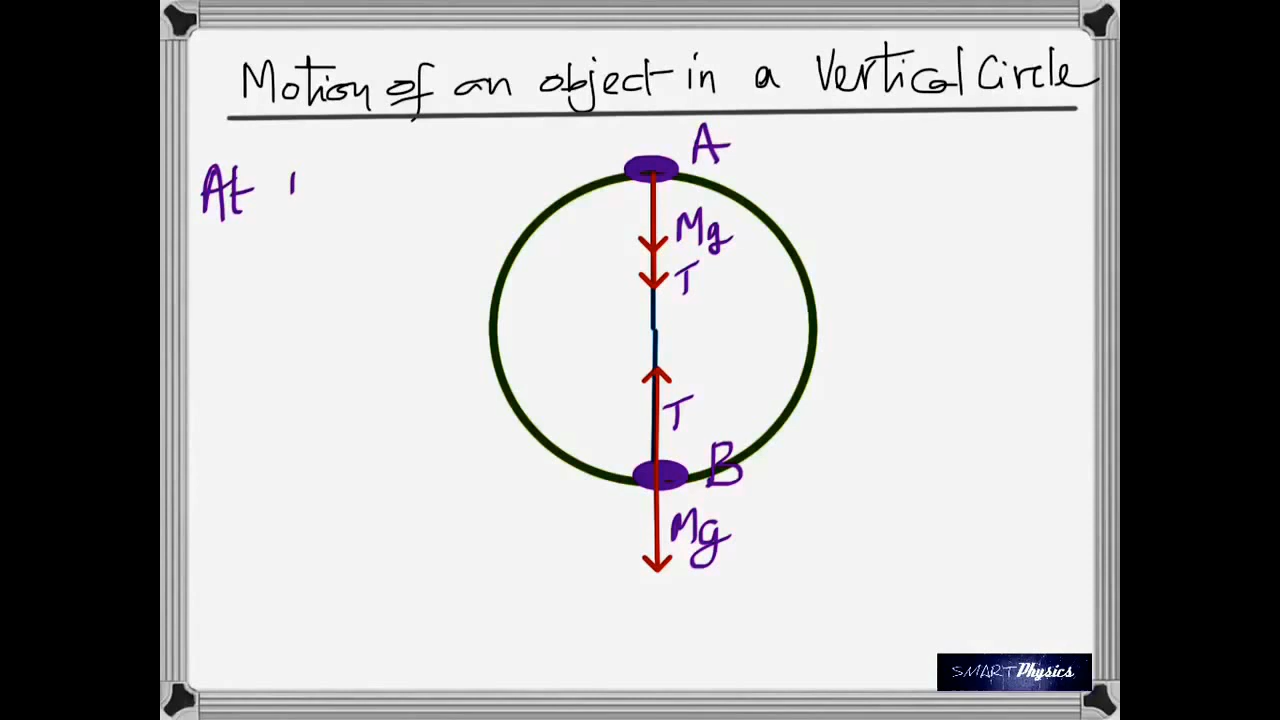 Motion of an object in a Vertical Circle
A
At
Mg
T
T
B
Mg
SMART Physics